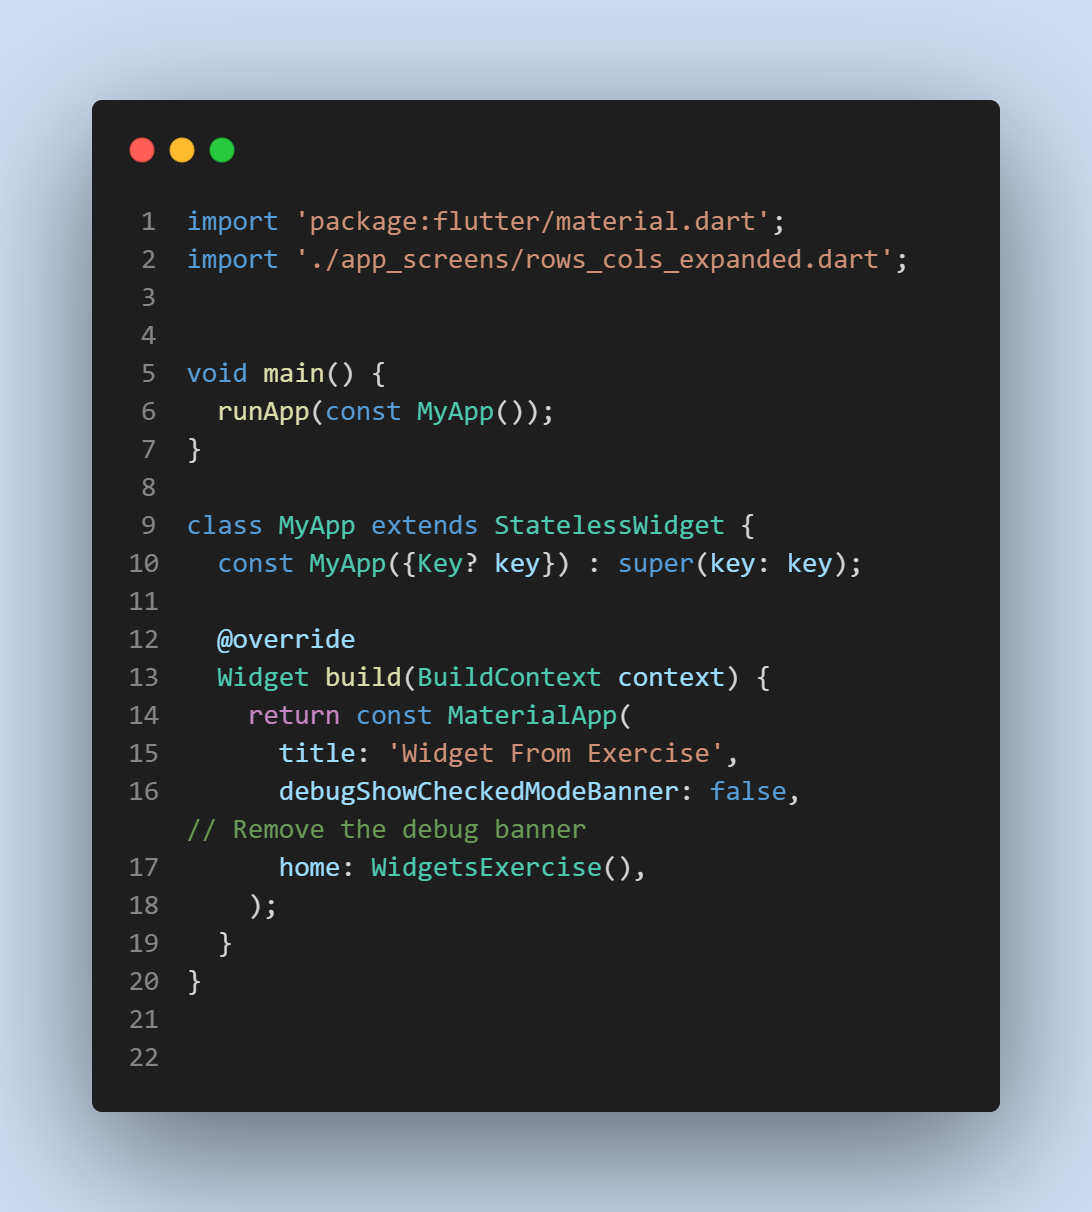 1 import 'package:flutter/material.dart';
2 import './app_screens/rows_cols_expanded.dart';
3
4
5 void main() {
6   runApp(const MyApp());
7 }
8
9 class MyApp extends StatelessWidget {
10   const MyApp({Key? key}) : super(key: key);
11
12   @override
13   Widget build(BuildContext context) {
14     return const MaterialApp(
15       title: 'Widget From Exercise',
16       debugShowCheckedModeBanner: false,
// Remove the debug banner
17       home: WidgetsExercise(),
18     );
19   }
20 }
21
22